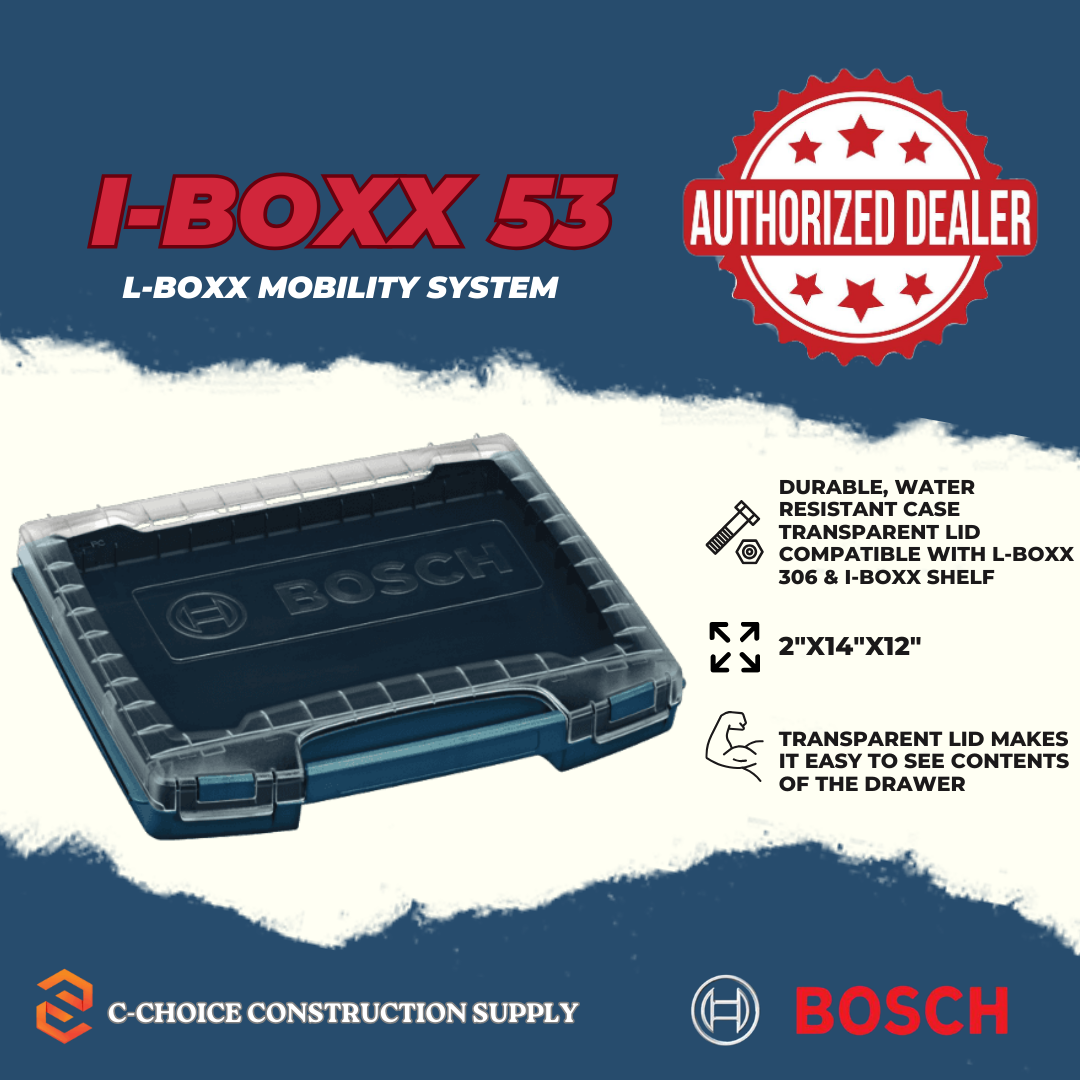 I-BOXX 53
L-BOXX MOBILITY SYSTEM
AUTHORIZED DEALER
DURABLE, WATER
RESISTANT CASE
TRANSPARENT LID
COMPATIBLE WITH L-BOXX
306 & I-BOXX SHELF
2"X14"X12"
TRANSPARENT LID MAKES
IT EASY TO SEE CONTENTS
OF THE DRAWER
BOSCH
C-CHOICE CONSTRUCTION SUPPLY
BOSCH